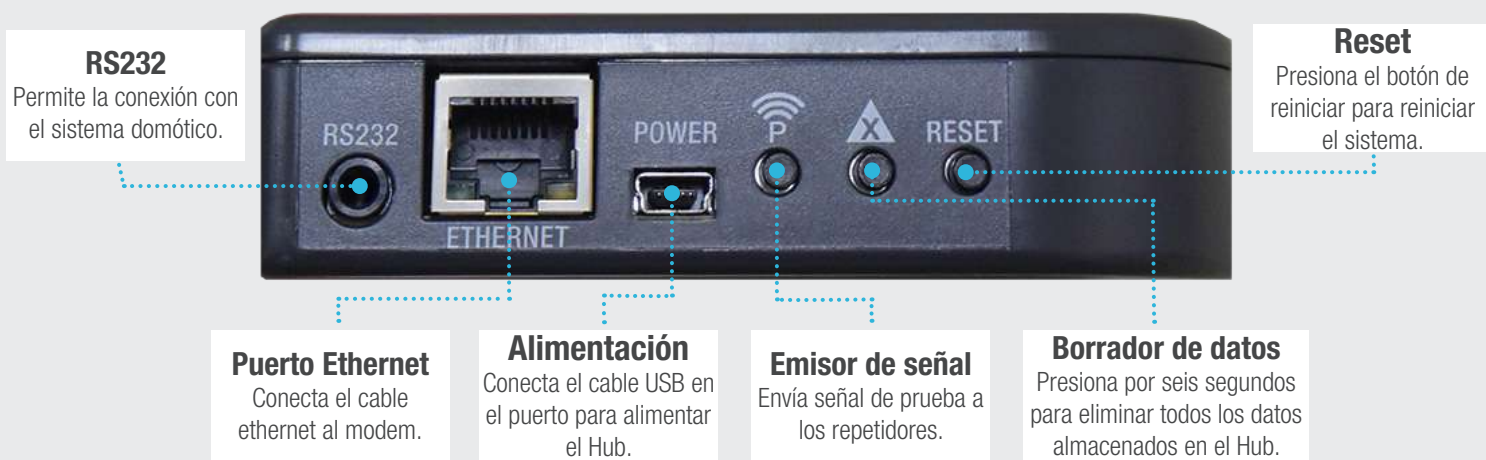 RS232
Permite la conexión con
el sistema domótico.
Reset
Presiona el botón de
reiniciar para reiniciar
el sistema.
RS232
ETHERNET
POWER
P
X
RESET
Puerto Ethernet
Conecta el cable
ethernet al modem.
Alimentación
Conecta el cable USB en
el puerto para alimentar
el Hub.
Emisor de señal
Envía señal de prueba a
los repetidores.
Borrador de datos
Presiona por seis segundos
para eliminar todos los datos
almacenados en el Hub.